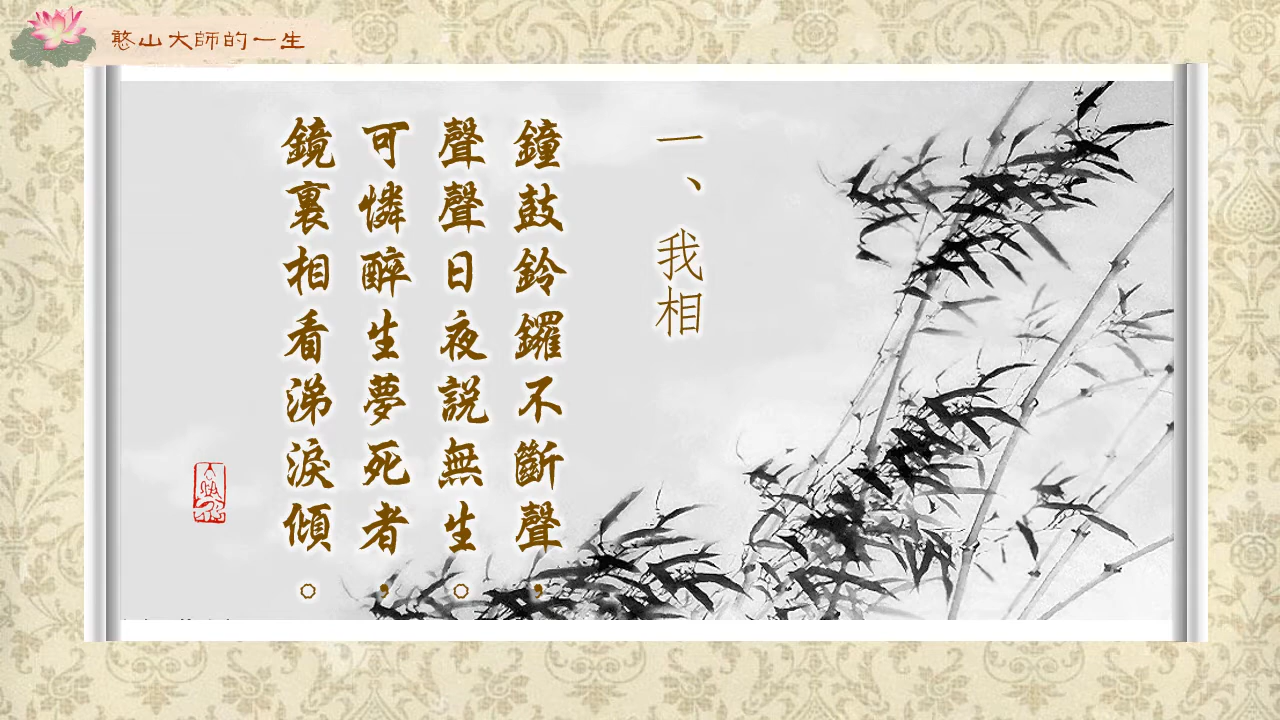 憨山大師的一生
一、我相
鐘鼓鈴鑼不斷聲，
聲聲日夜説無生。
可憐醉生夢死者，
鏡裏相看涕淚傾。